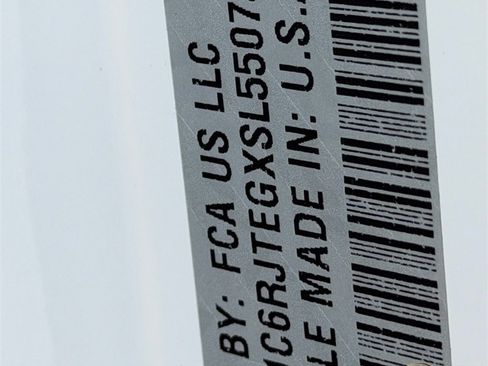 BY: FCA US LLC
1C6RJTEGXSL5507
LE MADE IN: U.S.A